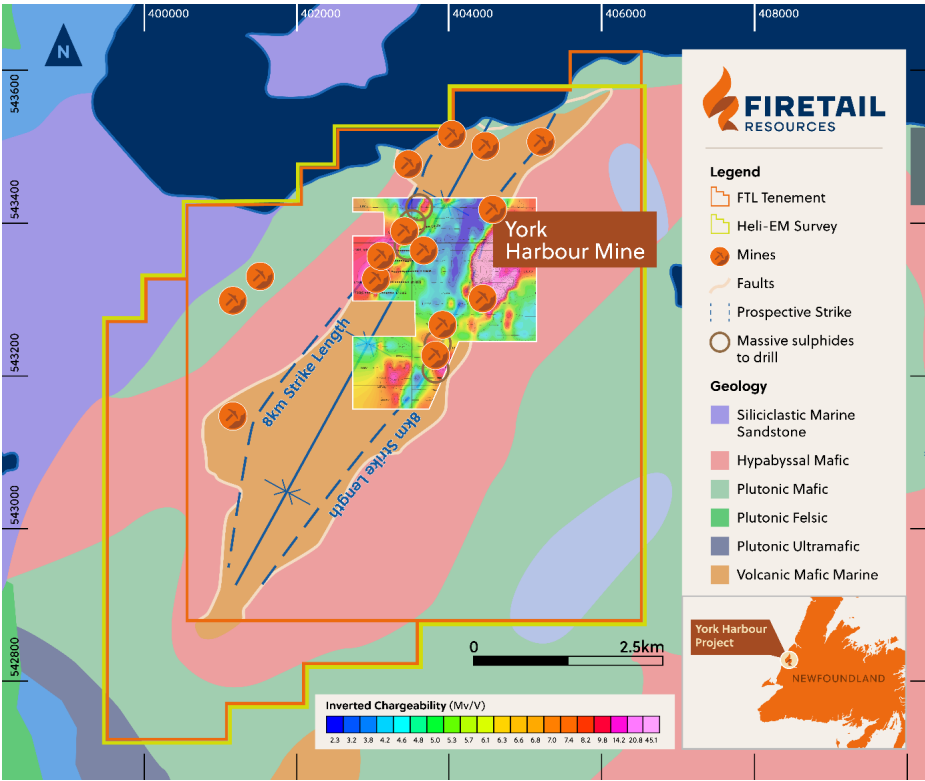 400000
402000
404000
406000
408000
N
543600
543400
543200
543000
542800
York
Harbour Mine
8km Strike Length
8km Strike Length
FIRETAIL
RESOURCES
Legend
FTL Tenement
Heli-EM Survey
Mines
Faults
Prospective Strike
Massive sulphides
to drill
Geology
Siliciclastic Marine
Sandstone
Hypabyssal Mafic
Plutonic Mafic
Plutonic Felsic
Plutonic Ultramafic
Volcanic Mafic Marine
York Harbour
Project
NEWFOUNDLAND
0 2.5km
Inverted Chargeability (Mv/V)
2.3 3.2 3.8 4.2 4.6 4.8 5.0 5.3 5.7 6.1 6.3 6.6 6.8 7.0 7.4 8.2 9.8 14.2 20.8 45.1